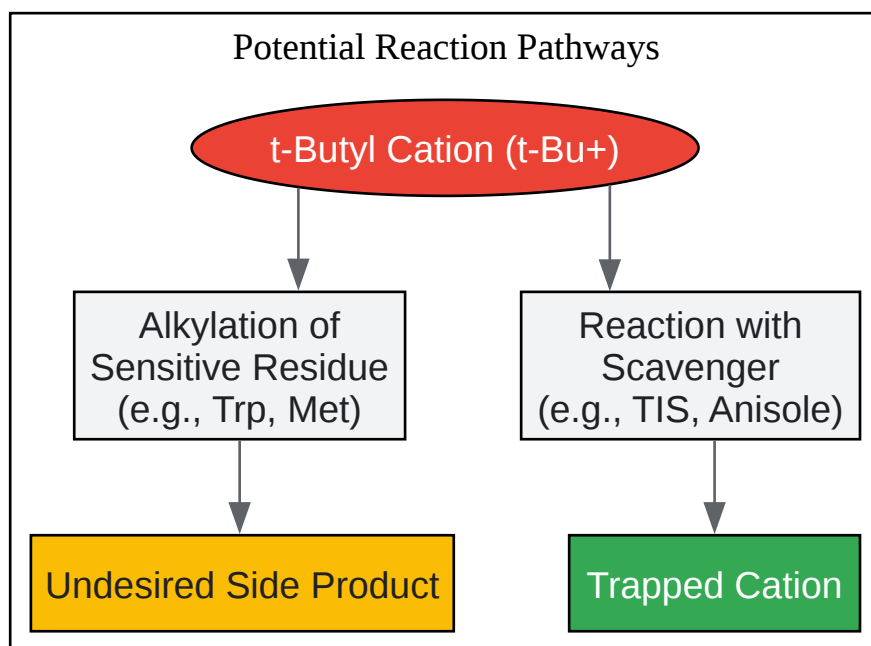 Potential Reaction Pathways
t-Butyl Cation (t-Bu+)
Alkylation of
Sensitive Residue
(e.g., Trp, Met)
Reaction with
Scavenger
(e.g., TIS, Anisole)
Undesired Side Product
Trapped Cation